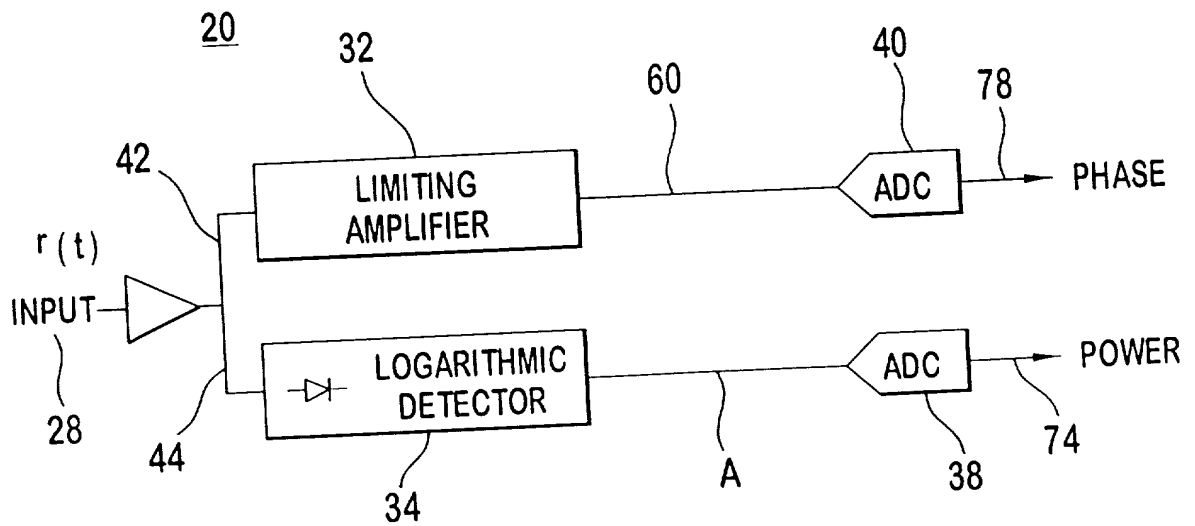 20
32
40
60
78
42
LIMITING
AMPLIFIER
ADC
PHASE
r(t)
INPUT
LOGARITHMIC
DETECTOR
ADC
POWER
28
44
34
A
38
74